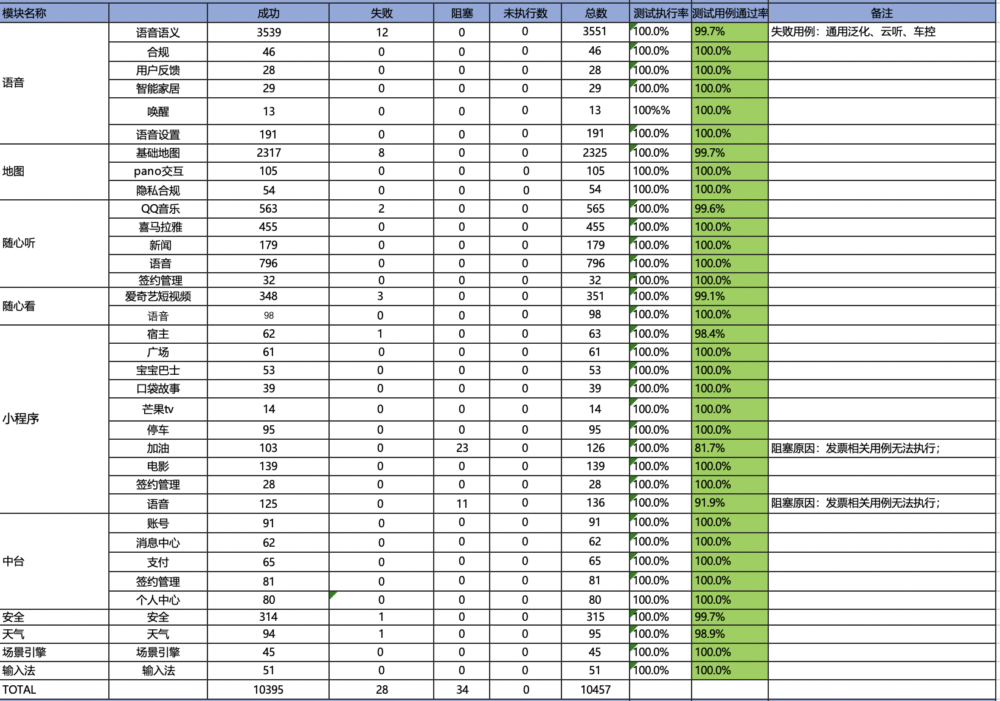 模块名称 成功 失败 阻塞 未执行数 总数 测试执行率 测试用例通过率 备注
语音 语音语义 3539 12 0 0 3551 100.0% 99.7% 失败用例：通用泛化、云听、车控
合规 46 0 0 0 46 100.0% 100.0%
用户反馈 28 0 0 0 28 100.0% 100.0%
智能家居 29 0 0 0 29 100.0% 100.0%
唤醒 13 0 0 0 13 100%% 100.0%
语音设置 191 0 0 0 191 100.0% 100.0%
地图 基础地图 2317 8 0 0 2325 100.0% 99.7%
pano交互 105 0 0 0 105 100.0% 100.0%
隐私合规 54 0 0 0 54 100.0% 100.0%
随心听 QQ音乐 563 2 0 0 565 100.0% 99.6%
喜马拉雅 455 0 0 0 455 100.0% 100.0%
新闻 179 0 0 0 179 100.0% 100.0%
语音 796 0 0 0 796 100.0% 100.0%
签约管理 32 0 0 0 32 100.0% 100.0%
随心看 爱奇艺短视频 348 3 0 0 351 100.0% 99.1%
语音 98 0 0 0 98 100.0% 100.0%
小程序 宿主 62 1 0 0 63 100.0% 98.4%
广场 61 0 0 0 61 100.0% 100.0%
宝宝巴士 53 0 0 0 53 100.0% 100.0%
口袋故事 39 0 0 0 39 100.0% 100.0%
芒果tv 14 0 0 0 14 100.0% 100.0%
停车 95 0 0 0 95 100.0% 100.0%
加油 103 0 23 0 126 100.0% 81.7% 阻塞原因：发票相关用例无法执行；
电影 139 0 0 0 139 100.0% 100.0%
签约管理 28 0 0 0 28 100.0% 100.0%
语音 125 0 11 0 136 100.0% 91.9% 阻塞原因：发票相关用例无法执行；
中台 账号 91 0 0 0 91 100.0% 100.0%
消息中心 62 0 0 0 62 100.0% 100.0%
支付 65 0 0 0 65 100.0% 100.0%
签约管理 81 0 0 0 81 100.0% 100.0%
个人中心 80 0 0 0 80 100.0% 100.0%
安全 安全 314 1 0 0 315 100.0% 99.7%
天气 天气 94 1 0 0 95 100.0% 98.9%
场景引擎 场景引擎 45 0 0 0 45 100.0% 100.0%
输入法 输入法 51 0 0 0 51 100.0% 100.0%
TOTAL 10395 28 34 0 10457